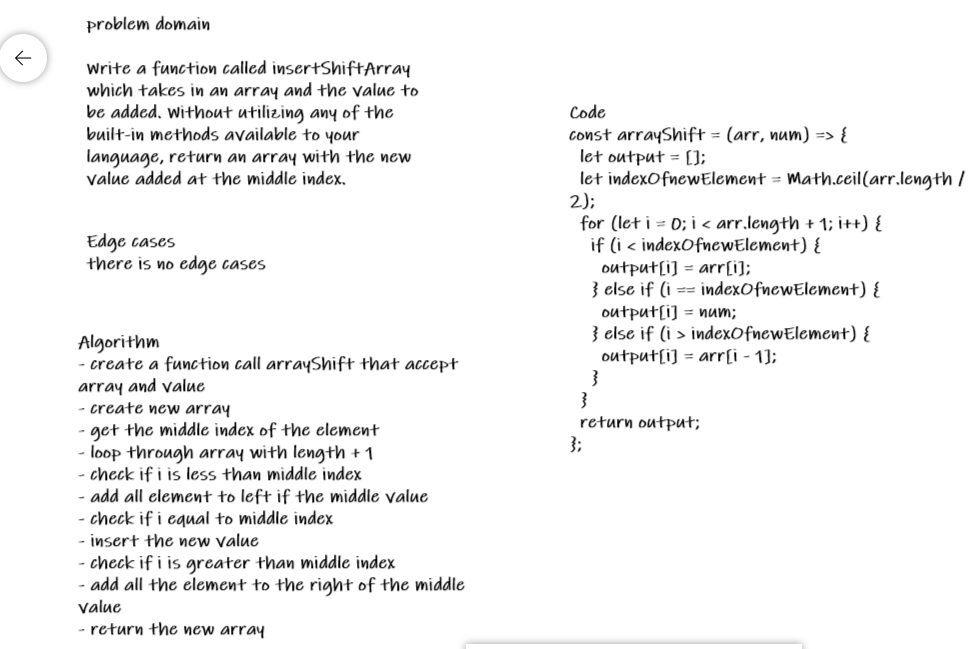 problem domain
Write a function called insertShiftArray
which takes in an array and the value to
be added. Without utilizing any of the
built-in methods available to your
language, return an array with the new
value added at the middle index.
Edge cases
there is no edge cases
Algorithm
- create a function call arrayShift that accept
array and value
- create new array
- get the middle index of the element
- loop through array with length + 1
- check if i is less than middle index
- add all element to left if the middle value
- check if i equal to middle index
- insert the new value
- check if i is greater than middle index
- add all the element to the right of the middle
value
- return the new array
Code
const arrayShift = (arr, num) => {
let output = [];
let indexOfnewElement = Math.ceil(arr.length /
2);
for (let i = 0; i < arr.length + 1; i++) {
if (i < indexOfnewElement) {
output[i] = arr[i];
} else if (i == indexOfnewElement) {
output[i] = num;
} else if (i > indexOfnewElement) {
output[i] = arr[i - 1];
}
}
return output;
};